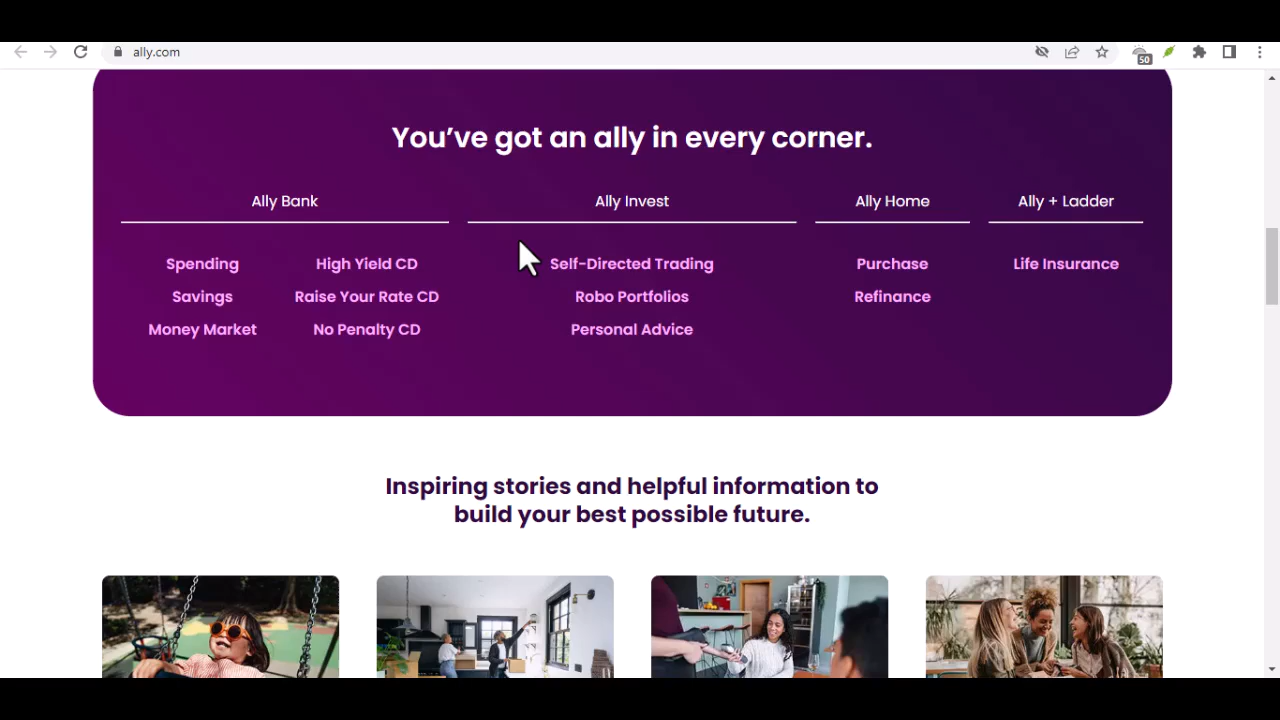 ally.com
50
You've got an ally in every corner.
Ally Bank
Ally Invest
Ally Home
Ally + Ladder
Spending
High Yield CD
Self-Directed Trading
Purchase
Life Insurance
Savings
Raise Your Rate CD
Robo Portfolios
Refinance
Money Market
No Penalty CD
Personal Advice
Inspiring stories and helpful information to
build your best possible future.